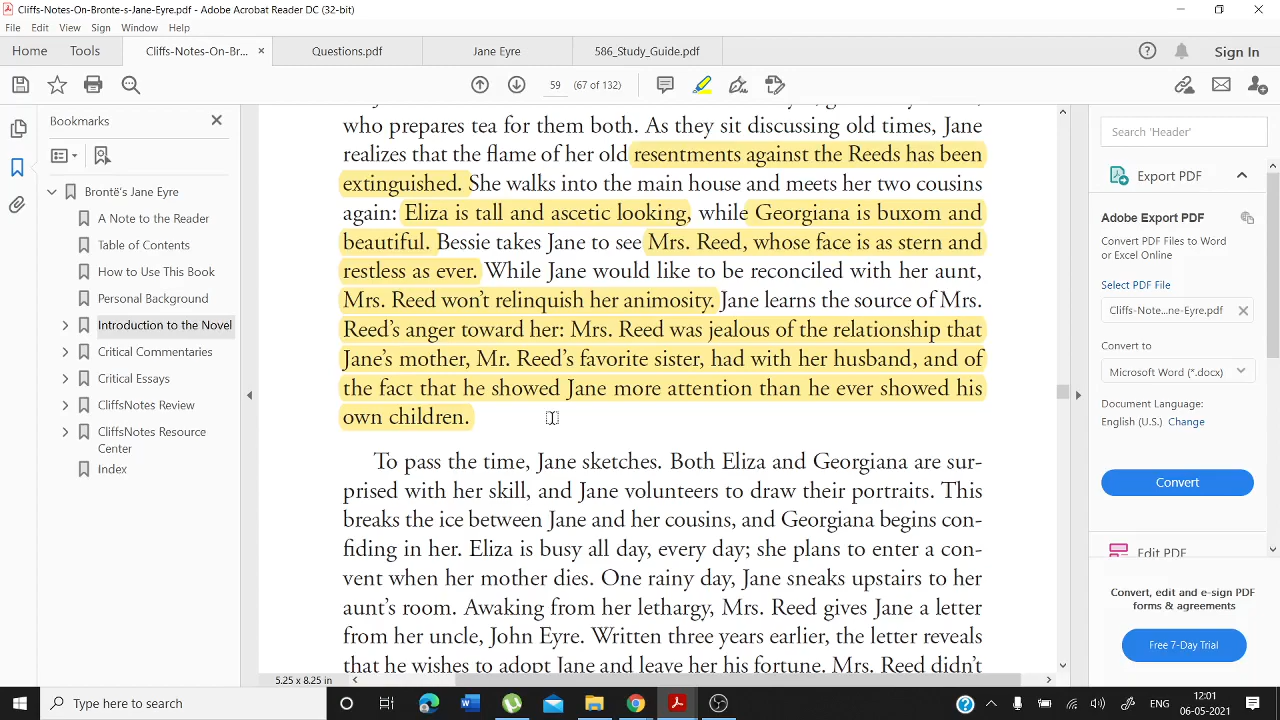 Cliffs-Notes-On-Bronte-s-Jane-Eyre.pdf - Adobe Acrobat Reader DC (32-bit)
File Edit View Sign Window Help
Home Tools Cliffs-Notes-On-Br... × Questions.pdf Jane Eyre 586_Study_Guide.pdf Sign In
59 (67 of 132)
Bookmarks
Brontë's Jane Eyre
A Note to the Reader
Table of Contents
How to Use This Book
Personal Background
Introduction to the Novel
Critical Commentaries
Critical Essays
CliffsNotes Review
CliffsNotes Resource
Center
Index
who prepares tea for them both. As they sit discussing old times, Jane
realizes that the flame of her old resentments against the Reeds has been
extinguished. She walks into the main house and meets her two cousins
again: Eliza is tall and ascetic looking, while Georgiana is buxom and
beautiful. Bessie takes Jane to see Mrs. Reed, whose face is as stern and
restless as ever. While Jane would like to be reconciled with her aunt,
Mrs. Reed won't relinquish her animosity. Jane learns the source of Mrs.
Reed's anger toward her: Mrs. Reed was jealous of the relationship that
Jane's mother, Mr. Reed's favorite sister, had with her husband, and of
the fact that he showed Jane more attention than he ever showed his
own children.
To pass the time, Jane sketches. Both Eliza and Georgiana are sur-
prised with her skill, and Jane volunteers to draw their portraits. This
breaks the ice between Jane and her cousins, and Georgiana begins con-
fiding in her. Eliza is busy all day, every day; she plans to enter a con-
vent when her mother dies. One rainy day, Jane sneaks upstairs to her
aunt's room. Awaking from her lethargy, Mrs. Reed gives Jane a letter
from her uncle, John Eyre. Written three years earlier, the letter reveals
that he wishes to adopt Jane and leave her his fortune. Mrs. Reed didn't
5.25 x 8.25 in
Search 'Header'
Export PDF
Adobe Export PDF
Convert PDF Files to Word
or Excel Online
Select PDF File
Cliffs-Note...ne-Eyre.pdf
Convert to
Microsoft Word (*.docx)
Document Language:
English (U.S.) Change
Convert
Edit PDF
Convert, edit and e-sign PDF
forms & agreements
Free 7-Day Trial
Type here to search
ENG
12:01
06-05-2021